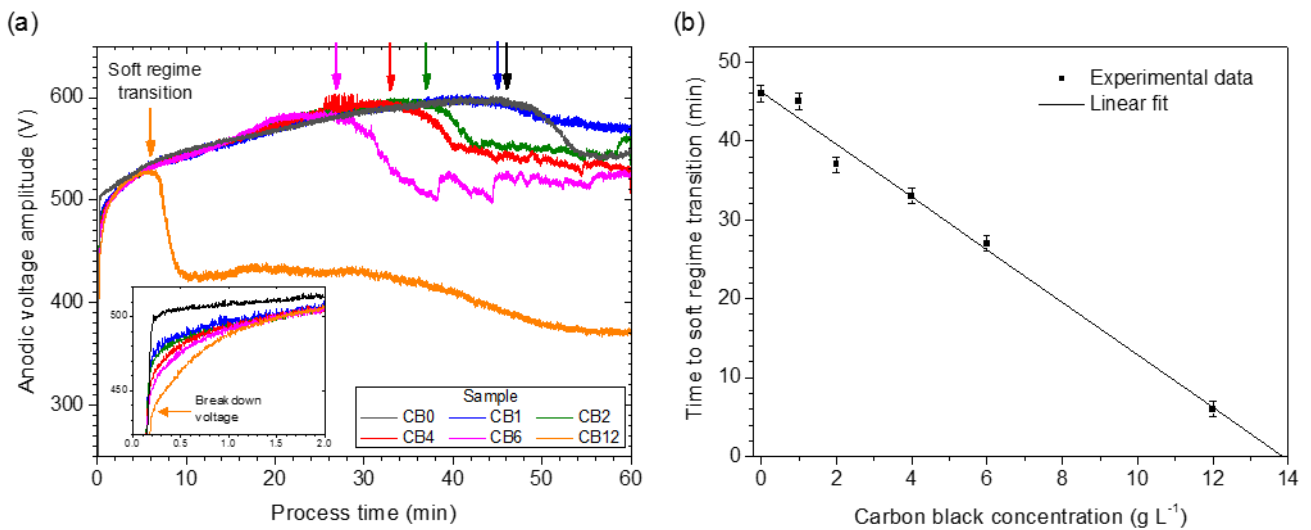 (a)
Soft regime
transition
600
500
400
300
Anodic voltage amplitude (V)
500
450
Breakdown
voltage
0.0 0.5 1.0 1.5 2.0
Sample
CB0 CB1 CB2
CB4 CB6 CB12
0 10 20 30 40 50 60
Process time (min)
(b)
Experimental data
Linear fit
50
40
30
20
10
0
Time to soft regime transition (min)
0 2 4 6 8 10 12 14
Carbon black concentration (g L⁻¹)